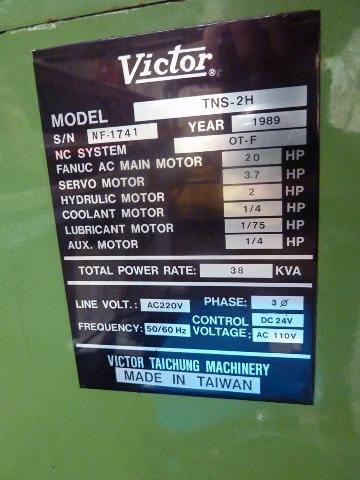 Victor®
MODEL TNS-2H
S/N NF-1741 YEAR 1989
NC SYSTEM OT-F
FANUC AC MAIN MOTOR 20 HP
SERVO MOTOR 3.7 HP
HYDRULIC MOTOR 2 HP
COOLANT MOTOR 1/4 HP
LUBRICANT MOTOR 1/75 HP
AUX. MOTOR 1/4 HP
TOTAL POWER RATE: 38 KVA
LINE VOLT.: AC220V PHASE: 3 Ø
FREQUENCY: 50/60 Hz CONTROL VOLTAGE: DC 24V AC 110V
VICTOR TAICHUNG MACHINERY
MADE IN TAIWAN